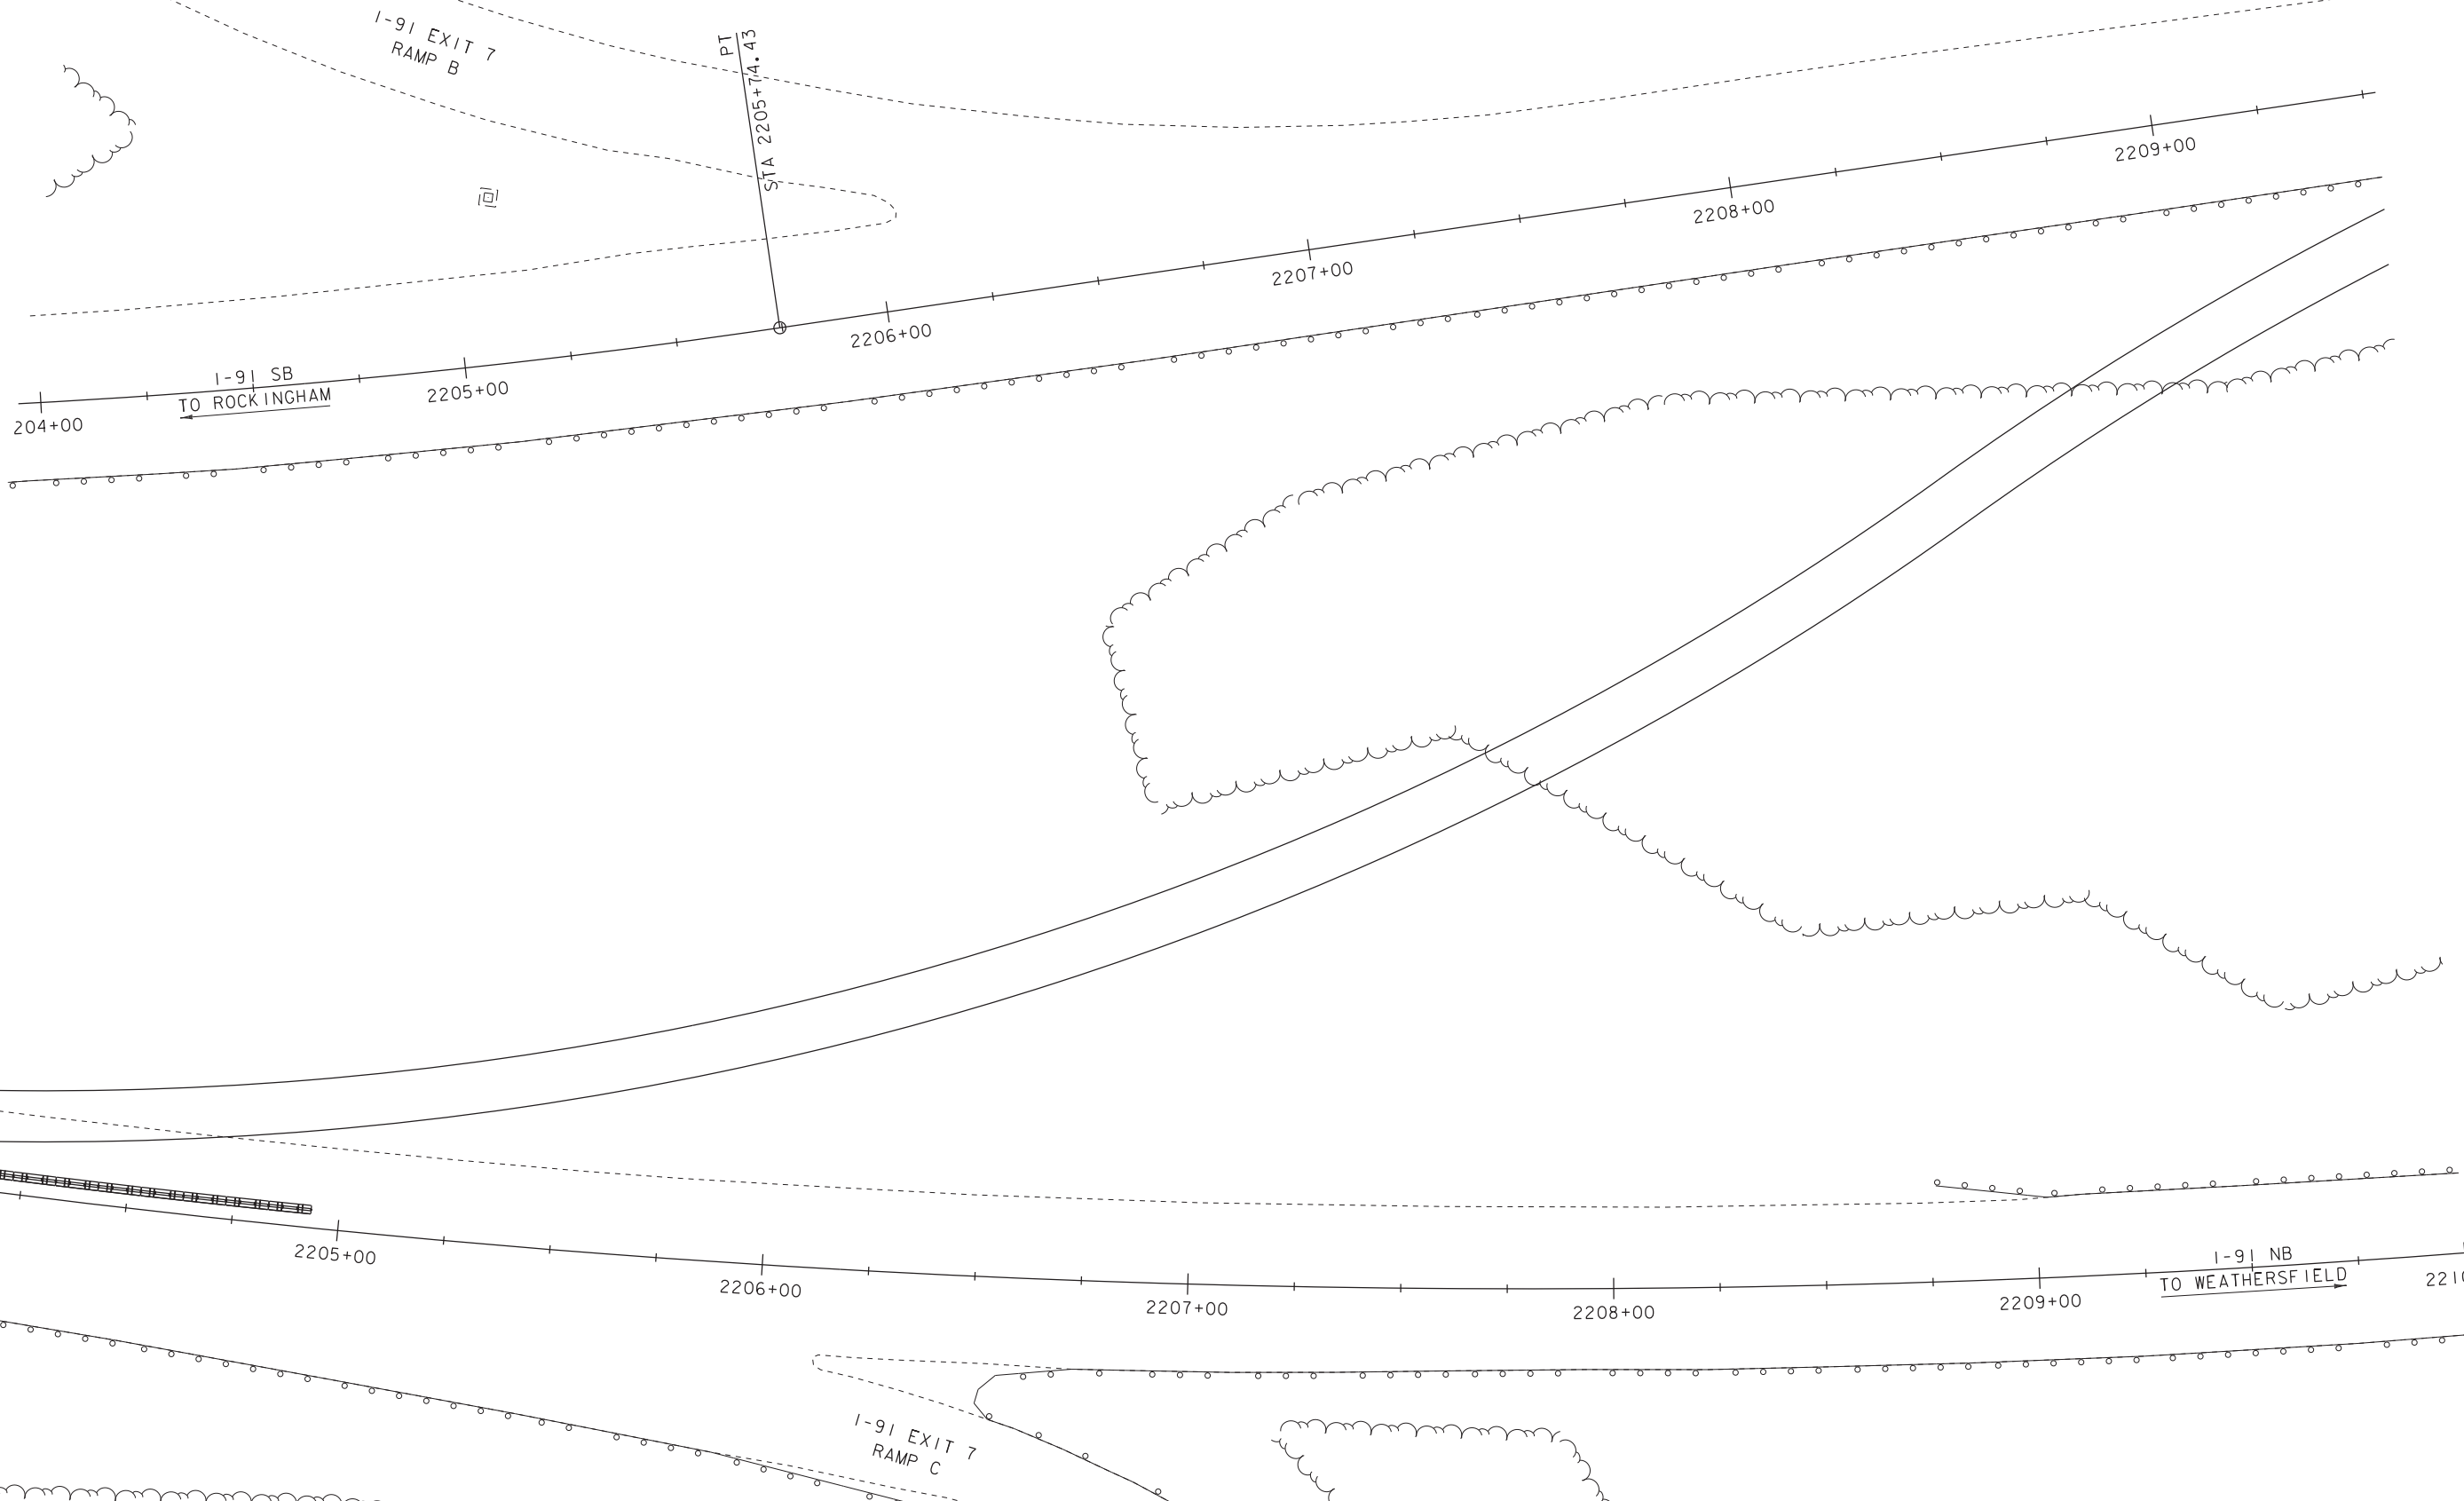 I-91 EXIT 7
RAMP B
PT
STA 2205+74.43
2209+00
2208+00
2207+00
2206+00
2205+00
I-91 SB
TO ROCKINGHAM
204+00
2205+00
2206+00
2207+00
2208+00
2209+00
I-91 NB
TO WEATHERSFIELD
2210
I-91 EXIT 7
RAMP C